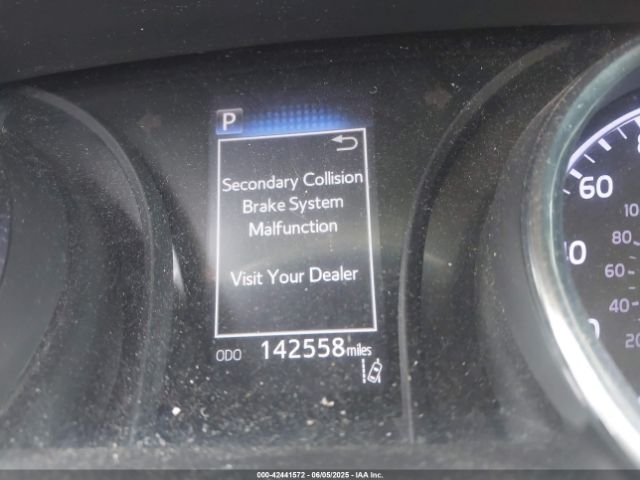 P
Secondary Collision
Brake System
Malfunction
Visit Your Dealer
ODO 142558 miles
60
80
60
40
20
000-42441572 | 06/05/2025 | IAA Inc.